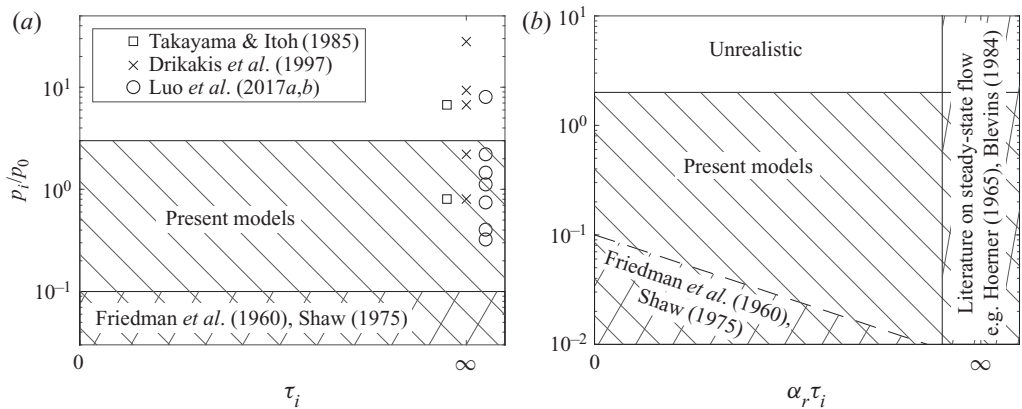 (a)
Takayama & Itoh (1985)
Drikakis et al. (1997)
Luo et al. (2017a,b)
10^1
10^0
10^{-1}
p_i/p_0
Present models
Friedman et al. (1960), Shaw (1975)
0
∞
τ_i
(b)
10^1
10^0
10^{-1}
10^{-2}
Unrealistic
Present models
Friedman et al. (1960),
Shaw (1975)
Literature on steady-state flow
e.g. Hoerner (1965), Blevins (1984)
0
∞
α_r τ_i